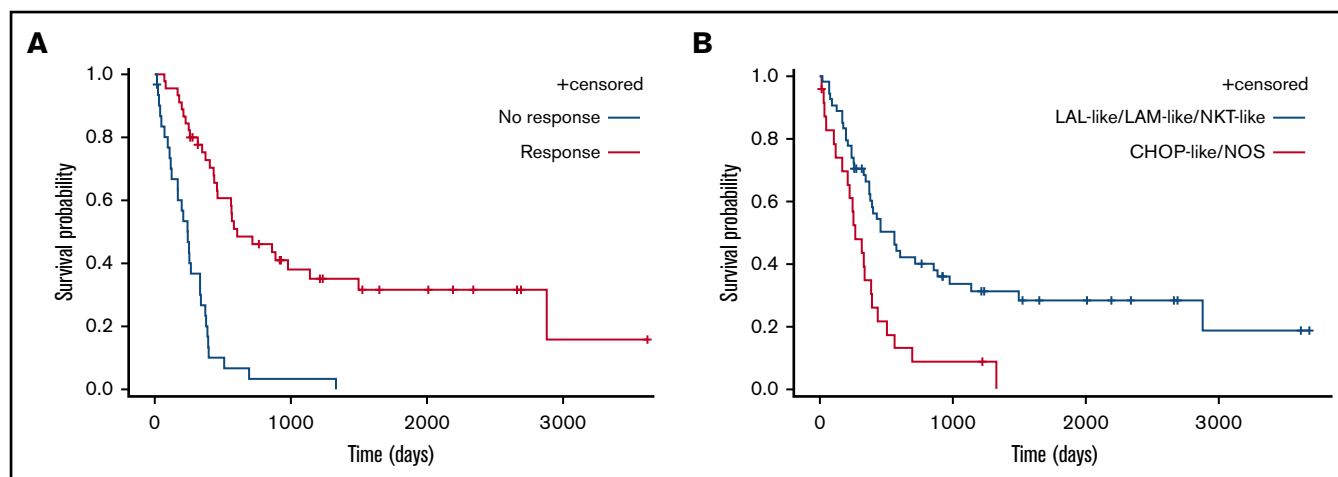 A
1.0
0.8
0.6
0.4
0.2
0.0
Survival probability
+censored
No response
Response
0 1000 2000 3000
Time (days)
B
1.0
0.8
0.6
0.4
0.2
0.0
Survival probability
+censored
LAL-like/LAM-like/NKT-like
CHOP-like/NOS
0 1000 2000 3000
Time (days)